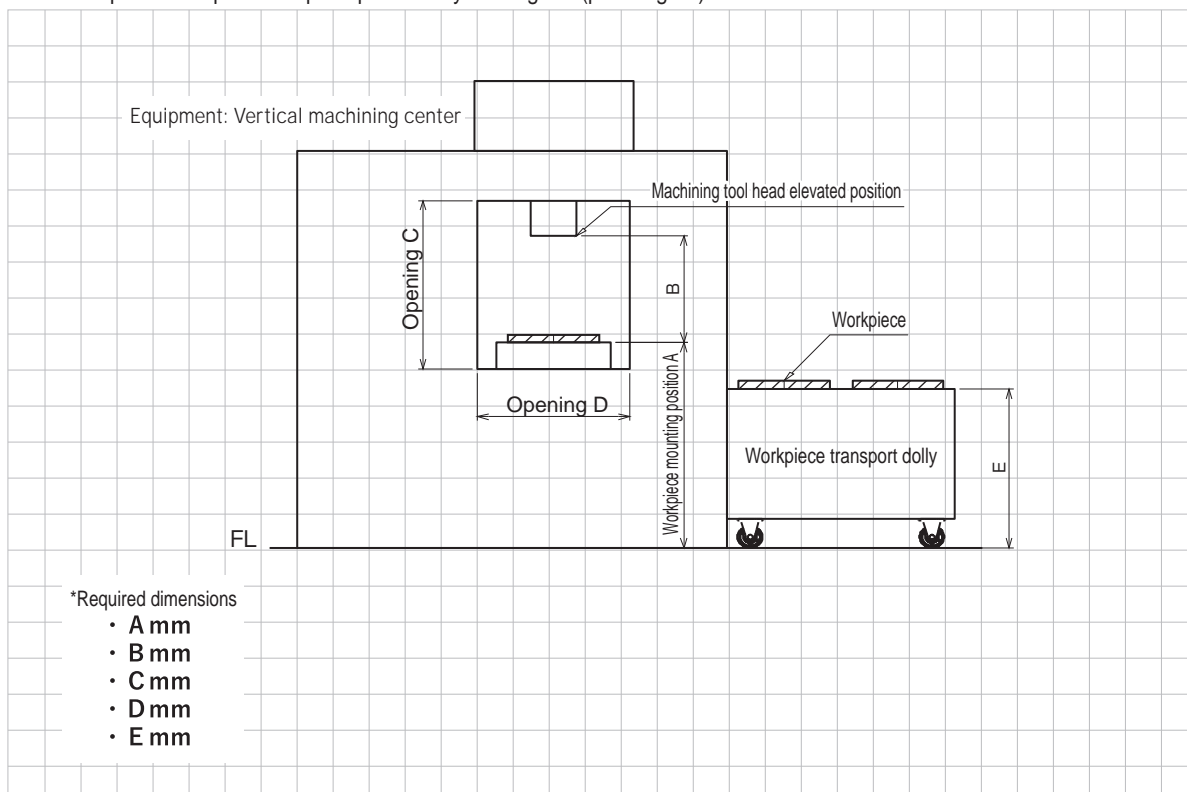 Equipment: Vertical machining center
Machining tool head elevated position
Opening C
B
Workpiece
Workpiece mounting position A
Opening D
Workpiece transport dolly
E
FL
*Required dimensions
・ A mm
・ B mm
・ C mm
・ D mm
・ E mm